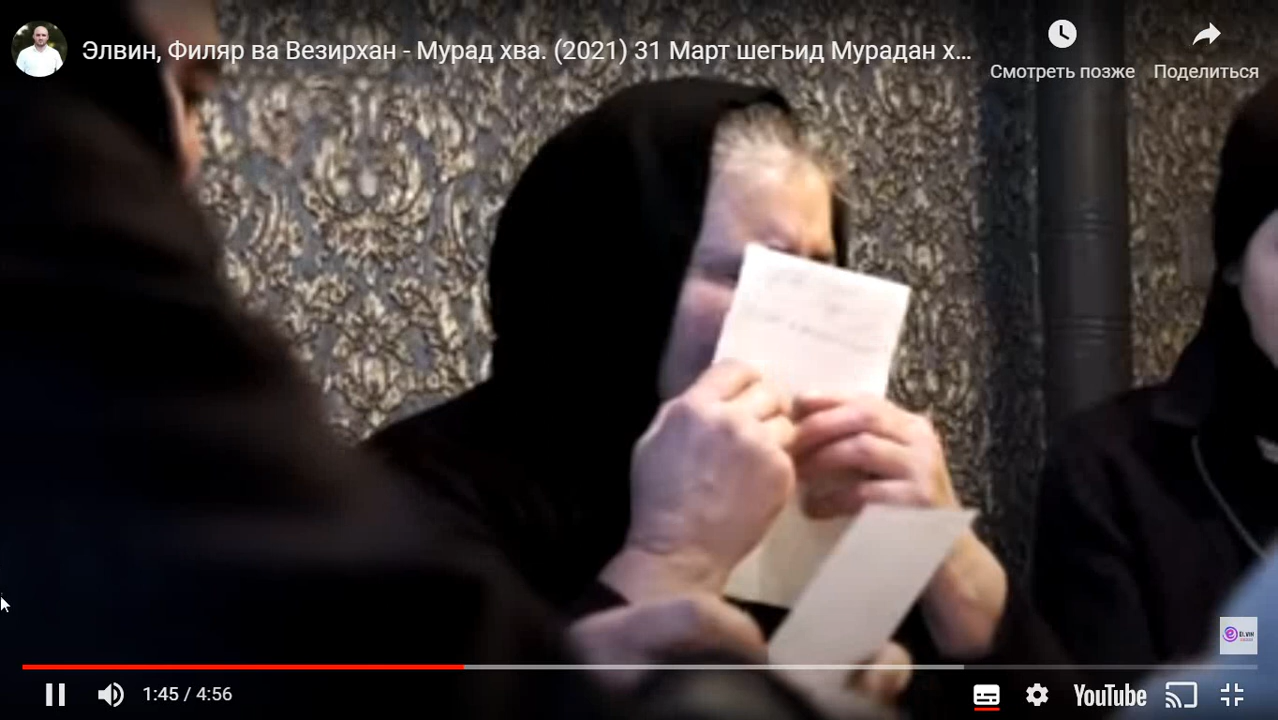 Элвин, Филяр ва Везирхан - Мурад хва. (2021) 31 Март шегьид Мурадан х...
Смотреть позже
Поделиться
ELVIN
1:45 / 4:56
YouTube